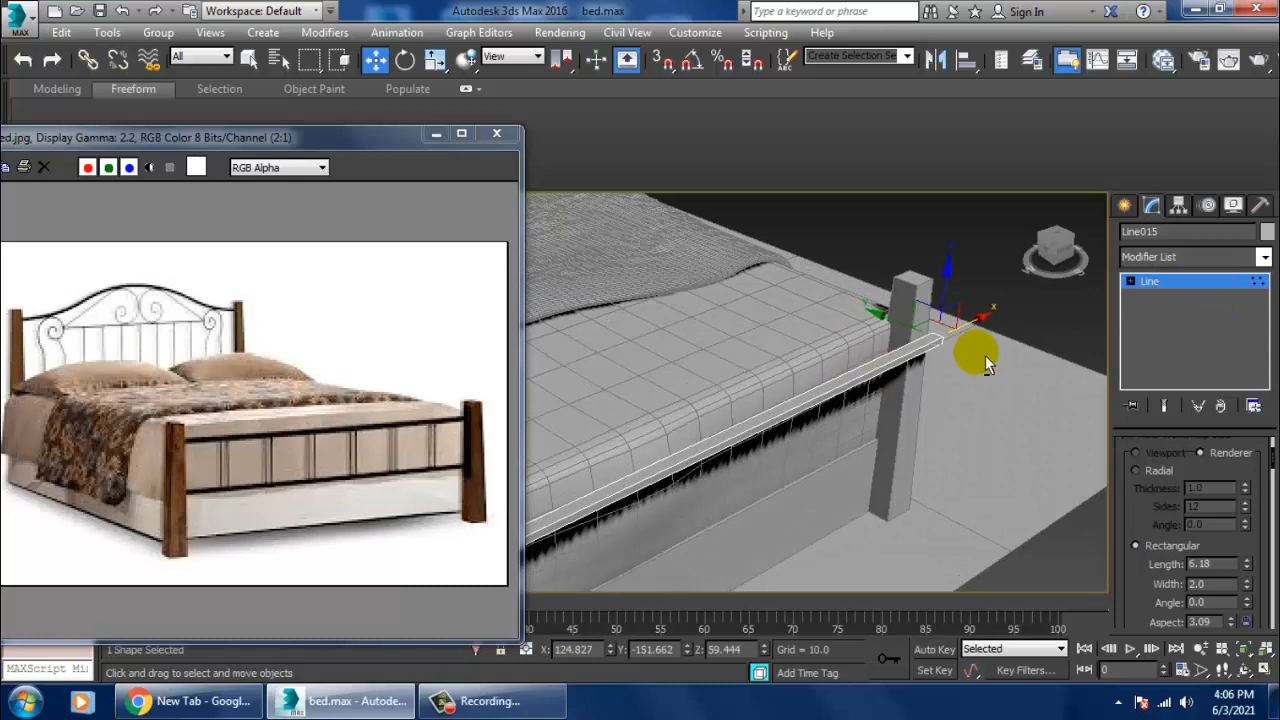 MAX
Workspace: Default
Autodesk 3ds Max 2016
bed.max
Type a keyword or phrase
Sign In
Edit
Tools
Group
Views
Create
Modifiers
Animation
Graph Editors
Rendering
Civil View
Customize
Scripting
Help
All
View
3
Create Selection Se
Modeling
Freeform
Selection
Object Paint
Populate
ed.jpg, Display Gamma: 2.2, RGB Color 8 Bits/Channel (2:1)
RGB Alpha
x
Line015
Modifier List
Line
Viewport
Renderer
Radial
Thickness: 1.0
Sides: 12
Angle: 0.0
Rectangular
Length: 6.18
Width: 2.0
Angle: 0.0
Aspect: 3.09
45 50 55 60 65 70 75 80 85 90 95 100
1 Shape Selected
X: 124.827
Y: -151.662
Z: 59.444
Grid = 10.0
Auto Key
Selected
MAXScript Mi
Click and drag to select and move objects
Add Time Tag
Set Key
Key Filters...
0
New Tab - Googl...
bed.max - Autode...
Recording...
4:06 PM
6/3/2021